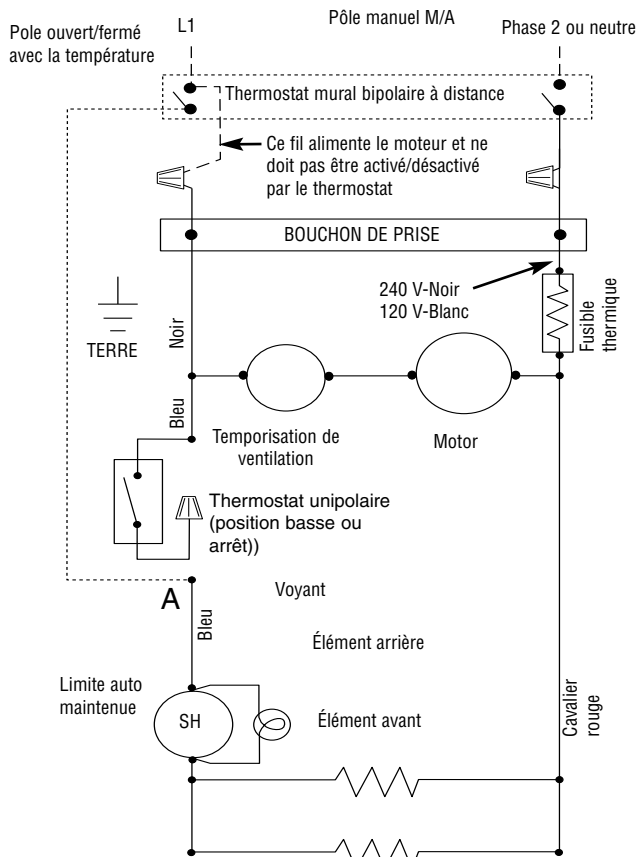 Pole ouvert/fermé
avec la température
L1
Pôle manuel M/A
Phase 2 ou neutre
Thermostat mural bipolaire à distance
Ce fil alimente le moteur et ne
doit pas être activé/désactivé
par le thermostat
BOUCHON DE PRISE
240 V-Noir
120 V-Blanc
Fusible
thermique
TERRE
Noir
Bleu
Temporisation de
ventilation
Motor
Thermostat unipolaire
(position basse ou
arrêt))
A
Voyant
Bleu
Élément arrière
Limite auto
maintenue
SH
Élément avant
Cavalier
rouge